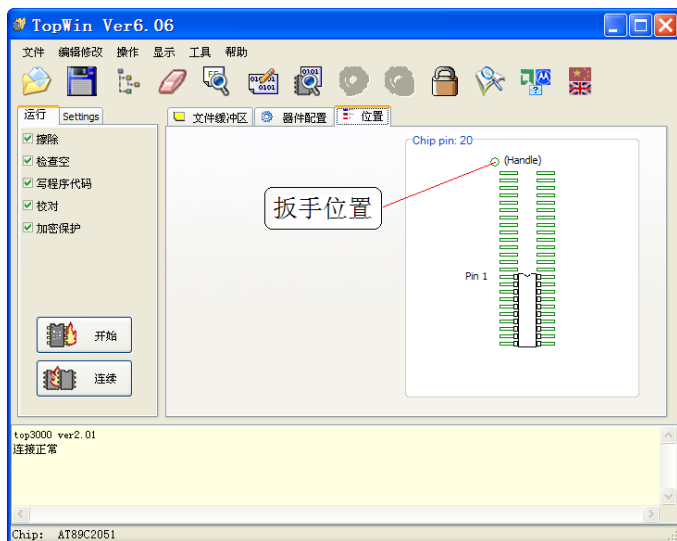 TopWin Ver6.06
文件 编辑修改 操作 显示 工具 帮助
运行 Settings
文件缓冲区 器件配置 位置
擦除
检查空
写程序代码
校对
加密保护
开始
连续
Chip pin: 20
(Handle)
扳手位置
Pin 1
top3000 ver2.01
连接正常
Chip: AT89C2051